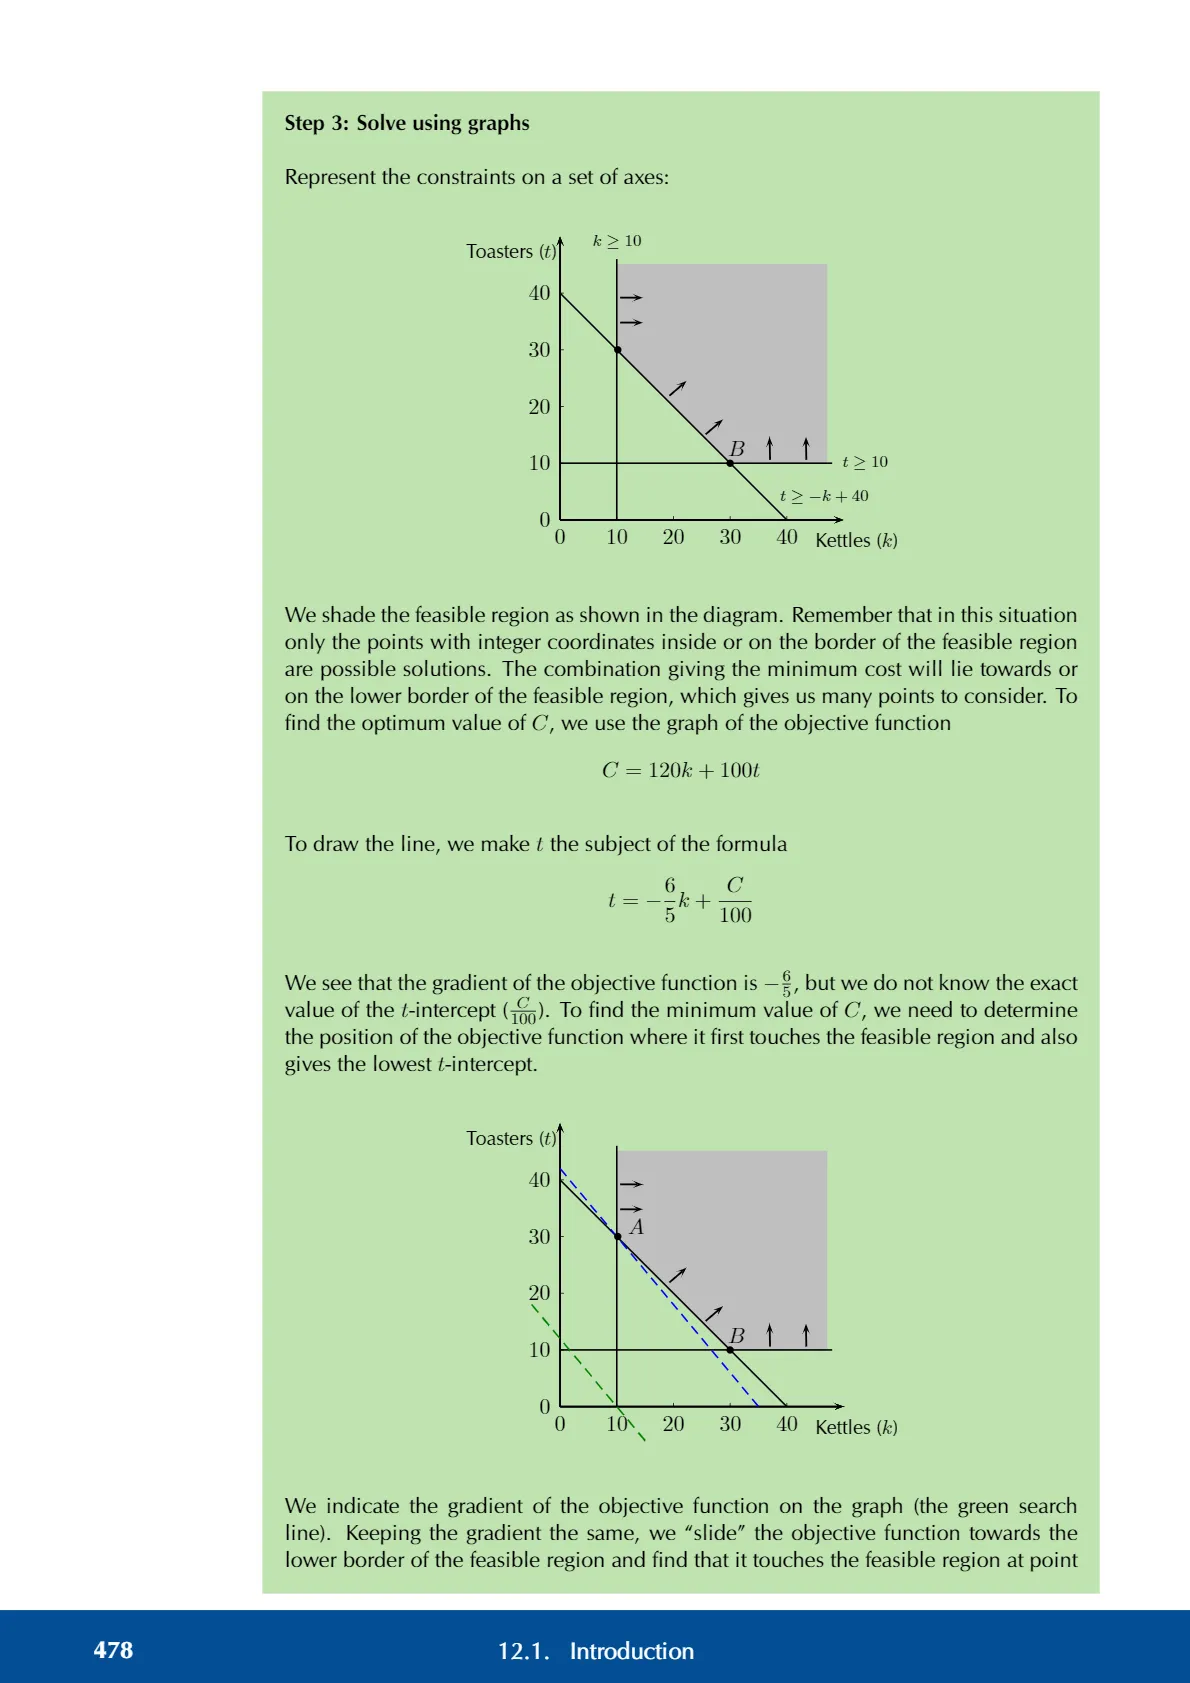 Step 3: Solve using graphs
Represent the constraints on a set of axes:
Toasters (t)
k ≥ 10
40
30
20
10
0
B
t ≥ 10
t ≥ −k + 40
0 10 20 30 40 Kettles (k)
We shade the feasible region as shown in the diagram. Remember that in this situation
only the points with integer coordinates inside or on the border of the feasible region
are possible solutions. The combination giving the minimum cost will lie towards or
on the lower border of the feasible region, which gives us many points to consider. To
find the optimum value of C, we use the graph of the objective function
C = 120k + 100t
To draw the line, we make t the subject of the formula
t = −6/5 k + C/100
We see that the gradient of the objective function is −6/5, but we do not know the exact
value of the t-intercept (C/100). To find the minimum value of C, we need to determine
the position of the objective function where it first touches the feasible region and also
gives the lowest t-intercept.
Toasters (t)
40
30
20
10
0
A
B
0 10 20 30 40 Kettles (k)
We indicate the gradient of the objective function on the graph (the green search
line). Keeping the gradient the same, we “slide” the objective function towards the
lower border of the feasible region and find that it touches the feasible region at point
478 12.1. Introduction